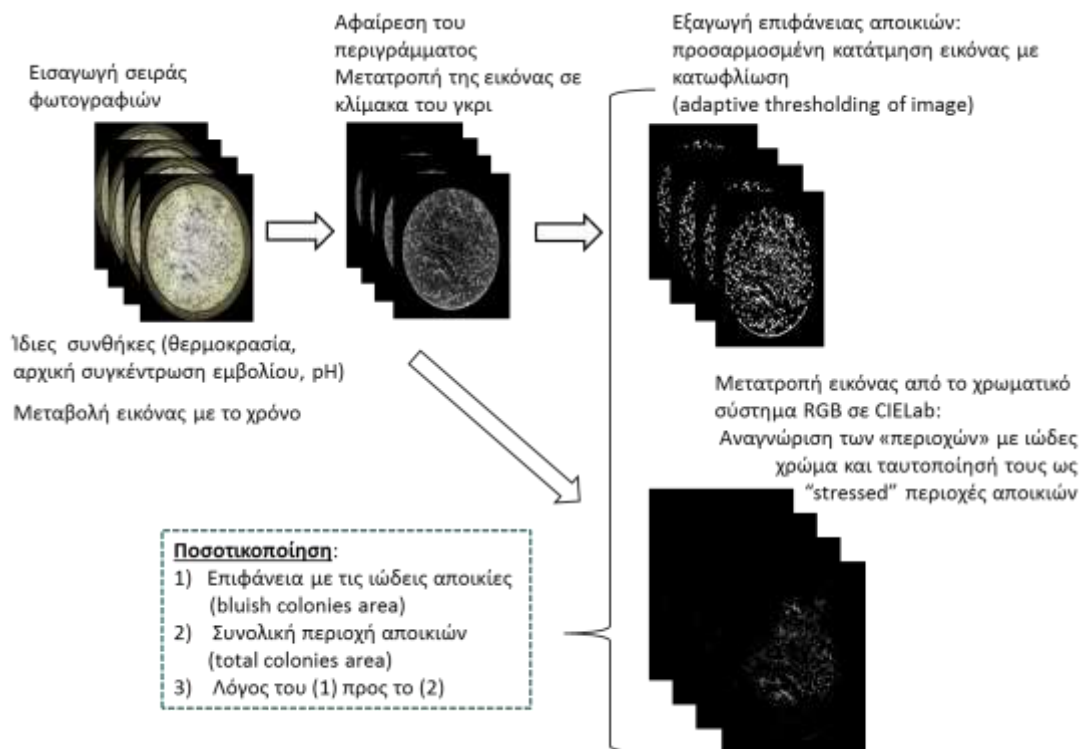 Εισαγωγή σειράς
φωτογραφιών
Αφαίρεση του
περιγράμματος
Μετατροπή της εικόνας σε
κλίμακα του γκρι
Εξαγωγή επιφάνειας αποικιών:
προσαρμοσμένη κατάτμηση εικόνας με
κατωφλίωση
(adaptive thresholding of image)
Ίδιες συνθήκες (θερμοκρασία,
αρχική συγκέντρωση εμβολίου, pH)
Μεταβολή εικόνας με το χρόνο
Μετατροπή εικόνας από το χρωματικό
σύστημα RGB σε CIELab:
Αναγνώριση των «περιοχών» με ιώδες
χρώμα και ταυτοποίησή τους ως
“stressed” περιοχές αποικιών
Ποσοτικοποίηση:
1) Επιφάνεια με τις ιώδεις αποικίες
(bluish colonies area)
2) Συνολική περιοχή αποικιών
(total colonies area)
3) Λόγος του (1) προς το (2)